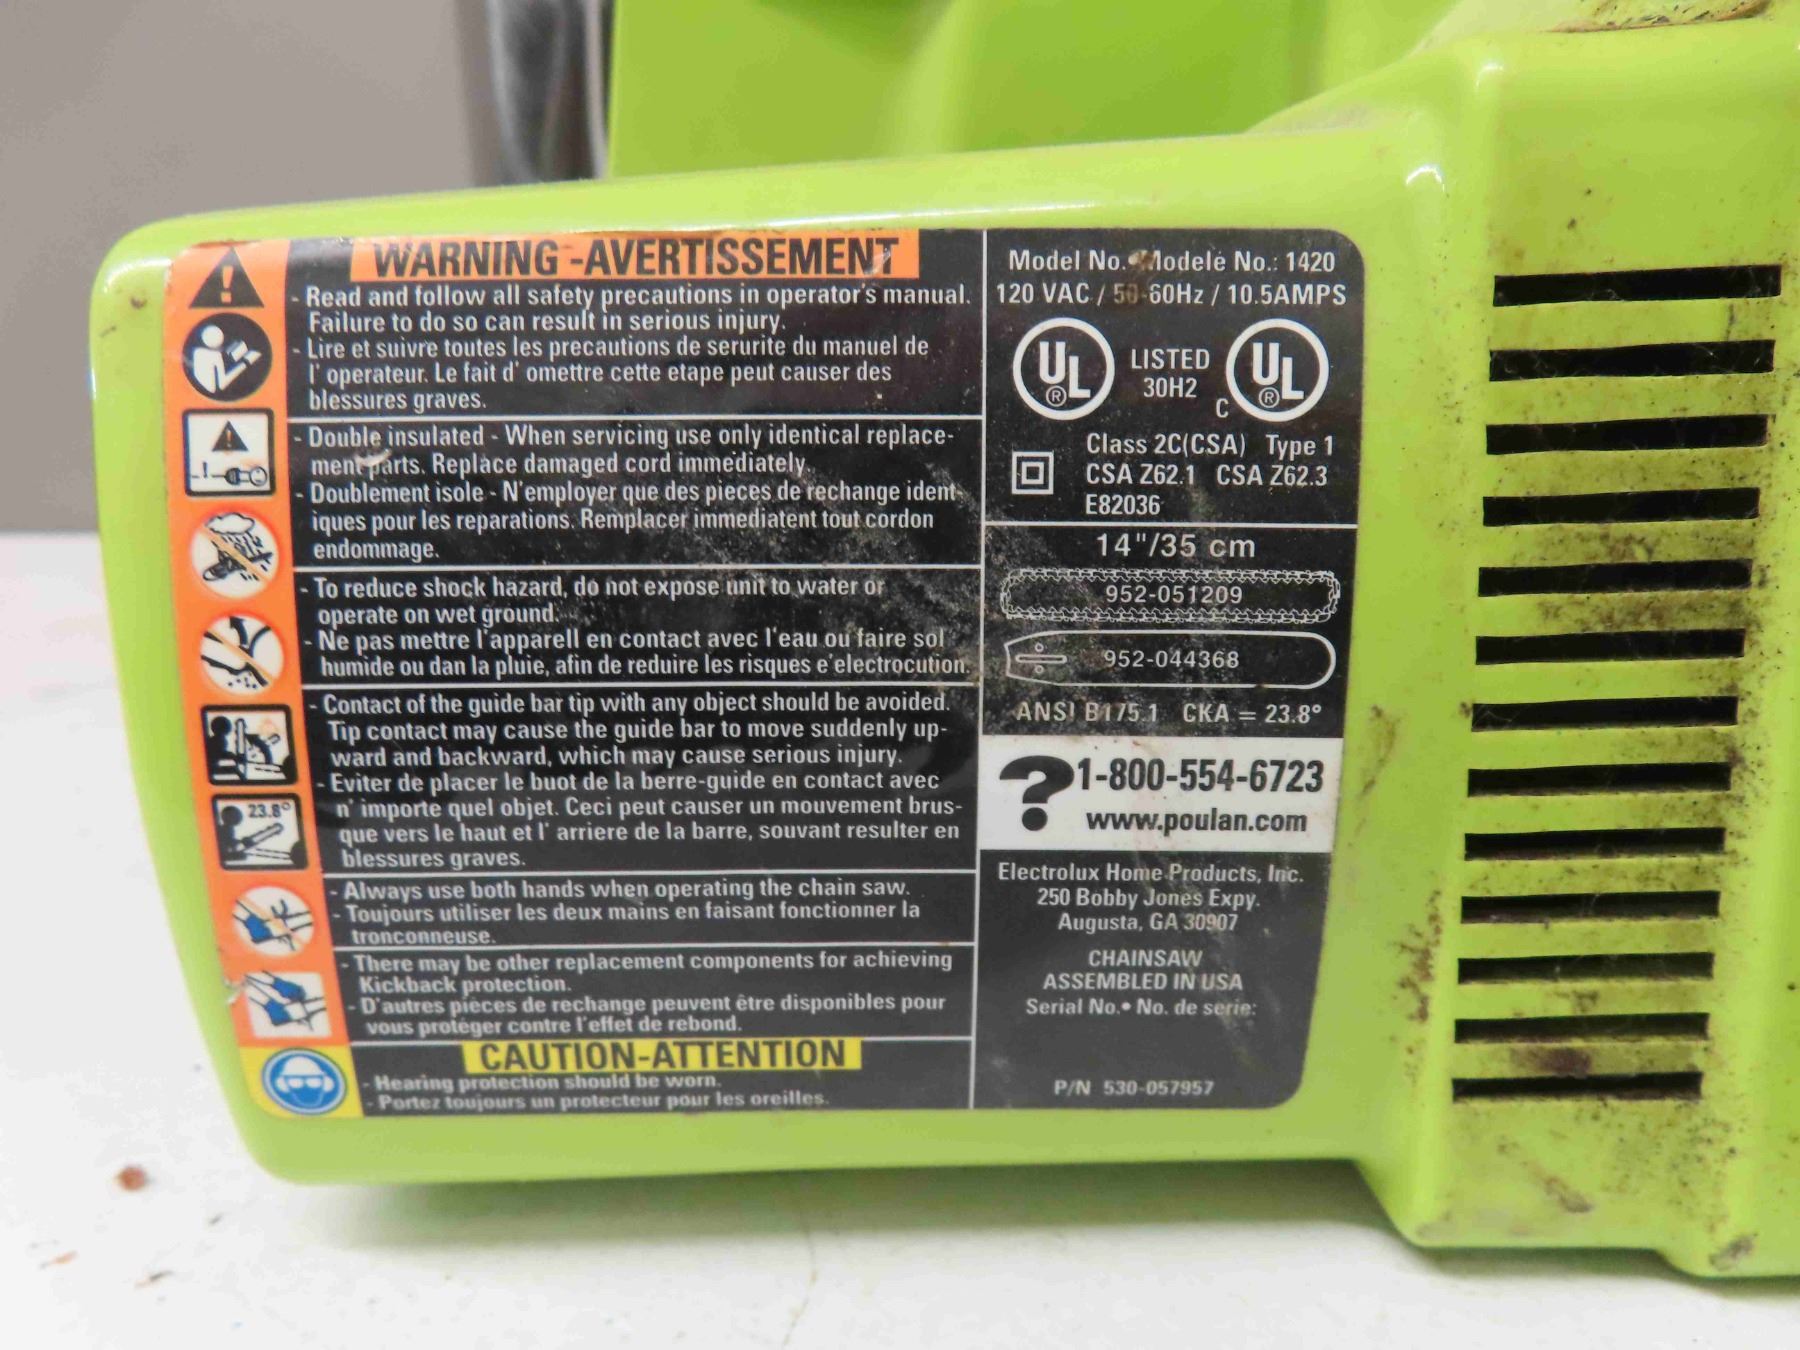 WARNING -AVERTISSEMENT
- Read and follow all safety precautions in operator's manual.
Failure to do so can result in serious injury.
- Lire et suivre toutes les precautions de serurite du manuel de
l' operateur. Le fait d' omettre cette etape peut causer des
blessures graves.
- Double insulated - When servicing use only identical replace-
ment parts. Replace damaged cord immediately
- Doublement isole - N'employer que des pieces de rechange ident-
iques pour les reparations. Remplacer immediatent tout cordon
endommage.
- To reduce shock hazard, do not expose unit to water or
operate on wet ground.
- Ne pas mettre l'apparell en contact avec l'eau ou faire sol
humide ou dan la pluie, afin de reduire les risques e'electrocution.
- Contact of the guide bar tip with any object should be avoided.
Tip contact may cause the guide bar to move suddenly up-
ward and backward, which may cause serious injury.
- Eviter de placer le buot de la berre-guide en contact avec
n' importe quel objet. Ceci peut causer un mouvement brus-
que vers le haut et l' arriere de la barre, souvant resulter en
blessures graves.
23.8°
- Always use both hands when operating the chain saw.
- Toujours utiliser les deux mains en faisant fonctionner la
tronconneuse.
- There may be other replacement components for achieving
Kickback protection.
- D'autres pièces de rechange peuvent être disponibles pour
vous protéger contre l'effet de rebond.
CAUTION-ATTENTION
- Hearing protection should be worn.
- Portez toujours un protecteur pour les oreilles.
Model No. • Modele No.: 1420
120 VAC / 50-60Hz / 10.5AMPS
UL ® LISTED 30H2 C UL ®
Class 2C(CSA) Type 1
CSA Z62.1 CSA Z62.3
E82036
14"/35 cm
952-051209
952-044368
ANSI B175.1 CKA = 23.8°
? 1-800-554-6723
www.poulan.com
Electrolux Home Products, Inc.
250 Bobby Jones Expy.
Augusta, GA 30907
CHAINSAW
ASSEMBLED IN USA
Serial No.• No. de serie:
P/N 530-057957